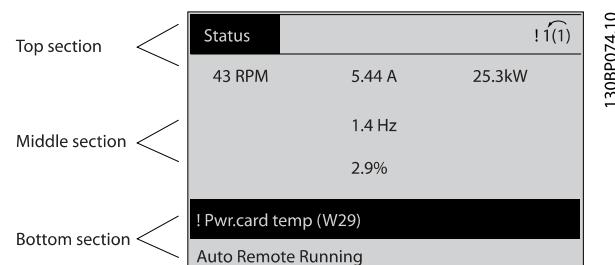 Top section
Status
! 1(1)
43 RPM 5.44 A 25.3kW
Middle section
1.4 Hz
2.9%
Bottom section
! Pwr.card temp (W29)
Auto Remote Running
130BP074.10